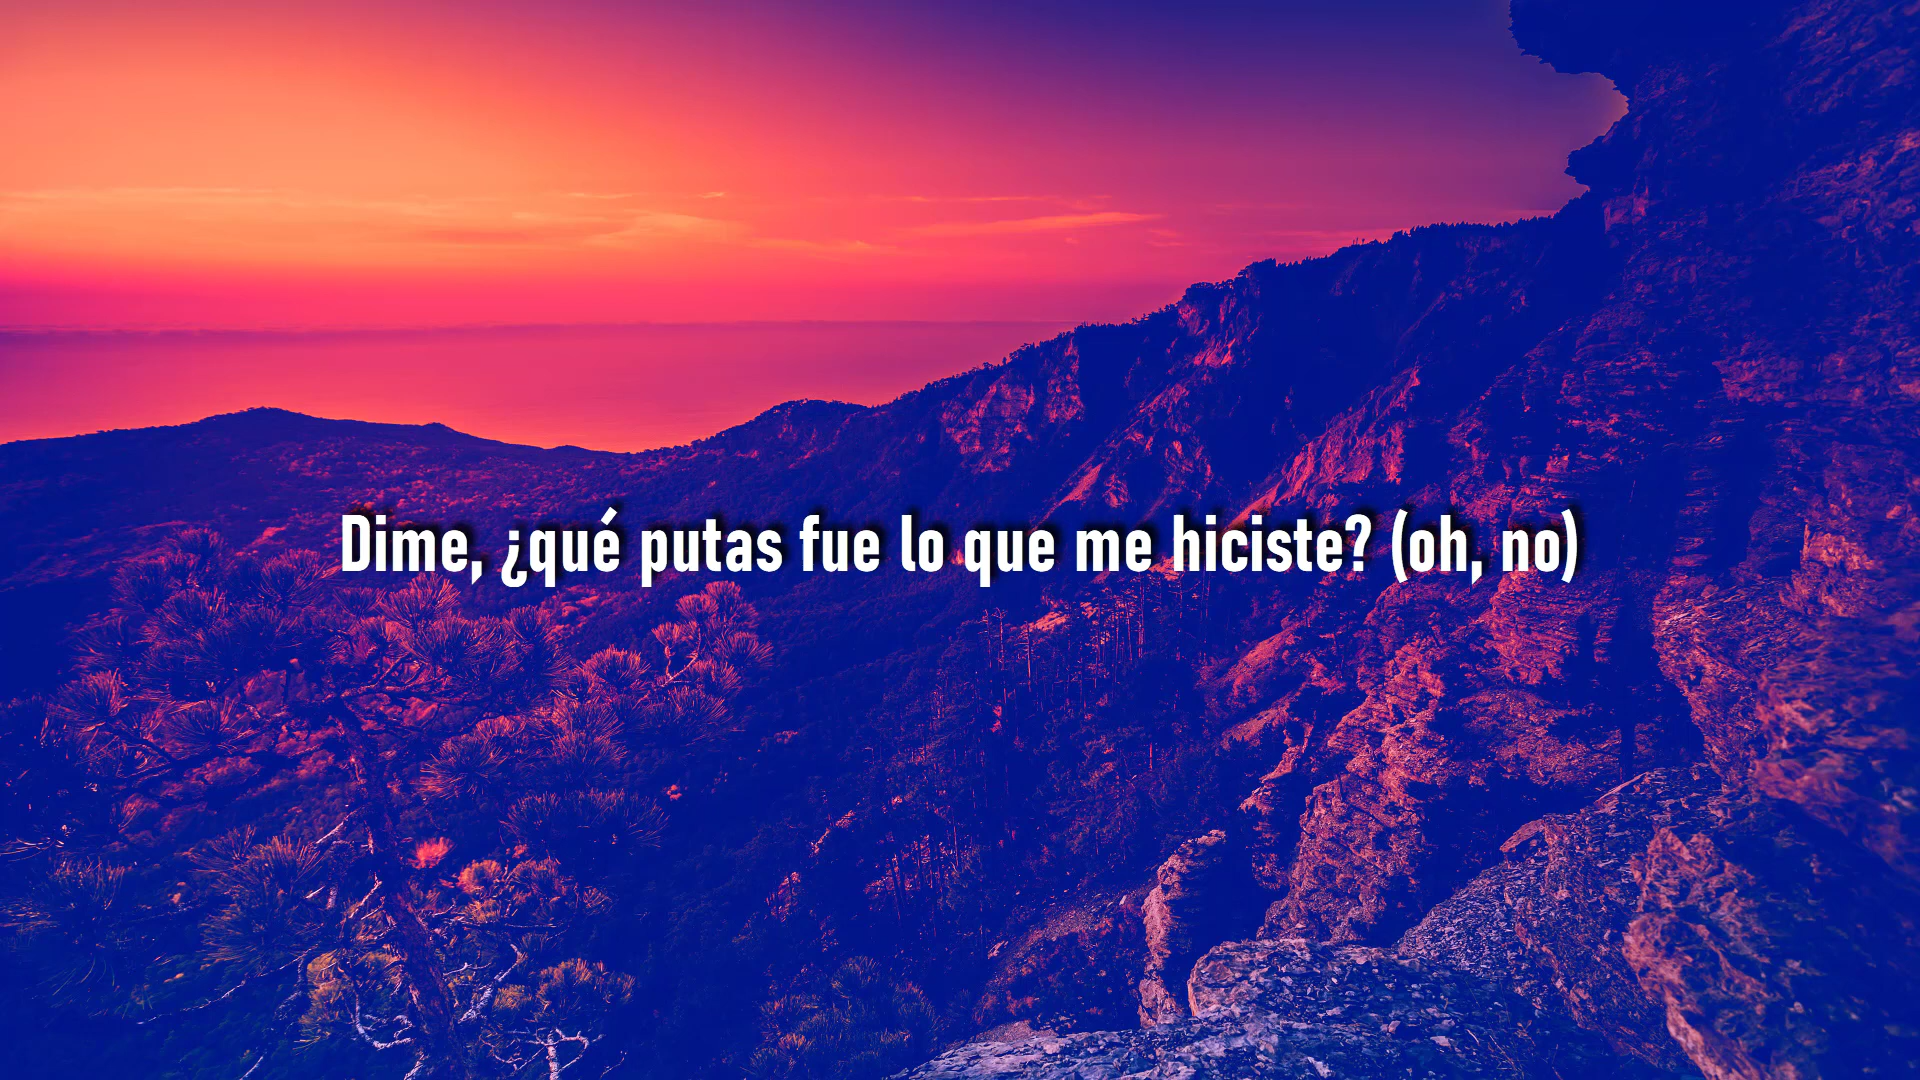 Dime, ¿qué putas fue lo que me hiciste? (oh, no)